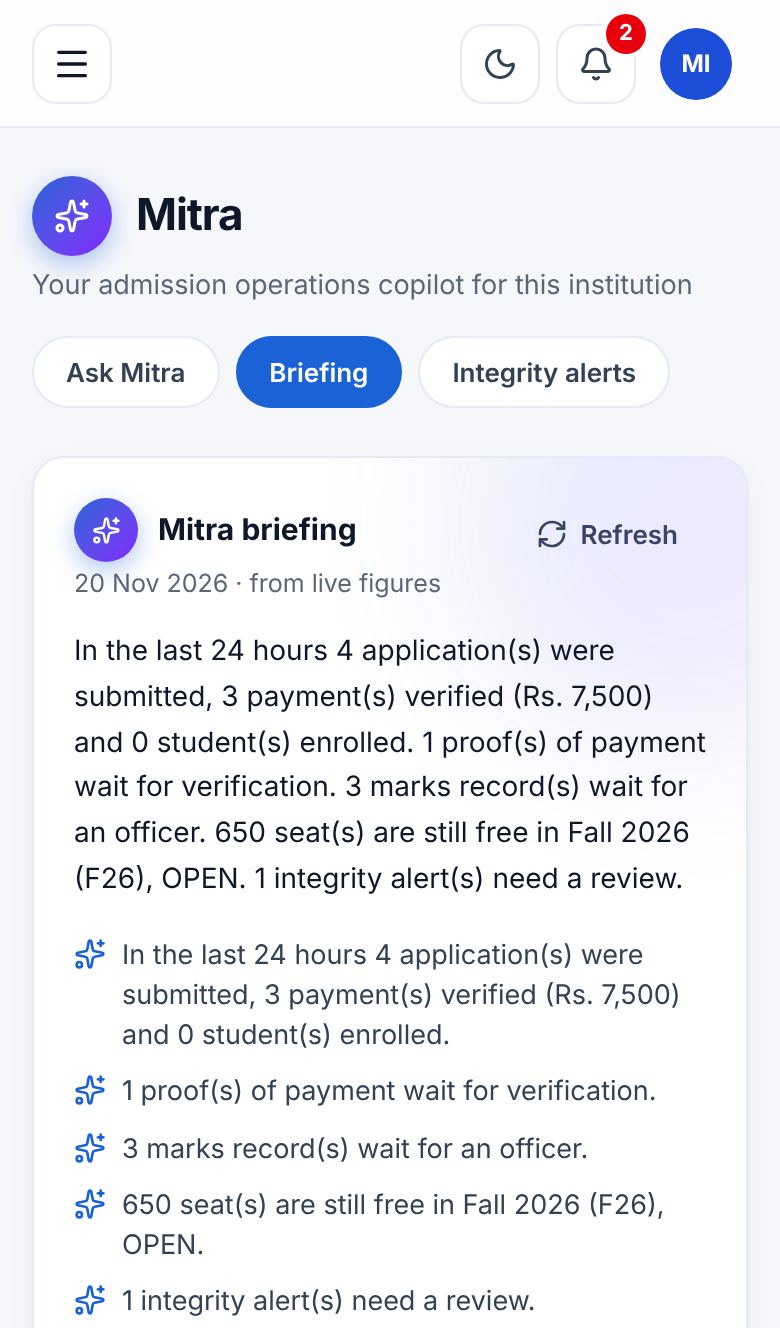 2
MI
Mitra
Your admission operations copilot for this institution
Ask Mitra
Briefing
Integrity alerts
Mitra briefing
Refresh
20 Nov 2026 · from live figures
In the last 24 hours 4 application(s) were
submitted, 3 payment(s) verified (Rs. 7,500)
and 0 student(s) enrolled. 1 proof(s) of payment
wait for verification. 3 marks record(s) wait for
an officer. 650 seat(s) are still free in Fall 2026
(F26), OPEN. 1 integrity alert(s) need a review.
In the last 24 hours 4 application(s) were
submitted, 3 payment(s) verified (Rs. 7,500)
and 0 student(s) enrolled.
1 proof(s) of payment wait for verification.
3 marks record(s) wait for an officer.
650 seat(s) are still free in Fall 2026 (F26),
OPEN.
1 integrity alert(s) need a review.